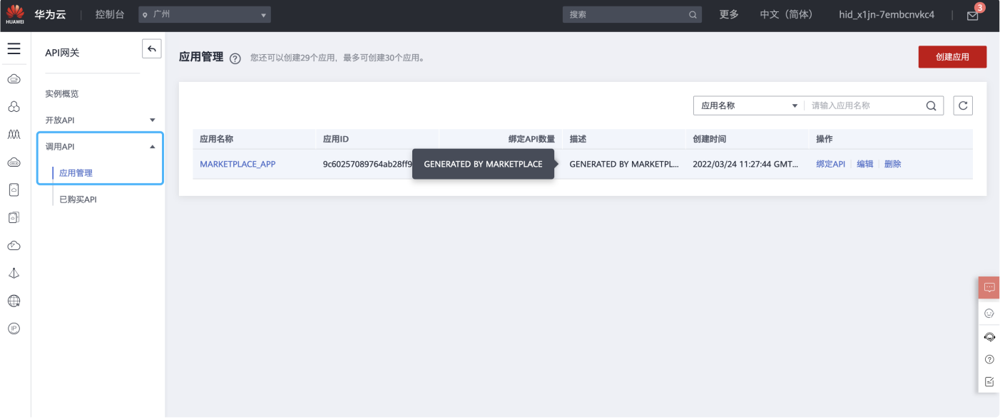 HUAWEI
华为云
控制台
广州
搜索
更多
中文（简体）
hid_x1jn-7embcnvkc4
3
API网关
实例概览
开放API
调用API
应用管理
已购买API
应用管理
您还可以创建29个应用，最多可创建30个应用。
创建应用
应用名称
请输入应用名称
应用名称 应用ID 绑定API数量 描述 创建时间 操作
MARKETPLACE_APP 9c60257089764ab28ff9 GENERATED BY MARKETPLACE GENERATED BY MARKETPL... 2022/03/24 11:27:44 GMT... 绑定API 编辑 删除
IP